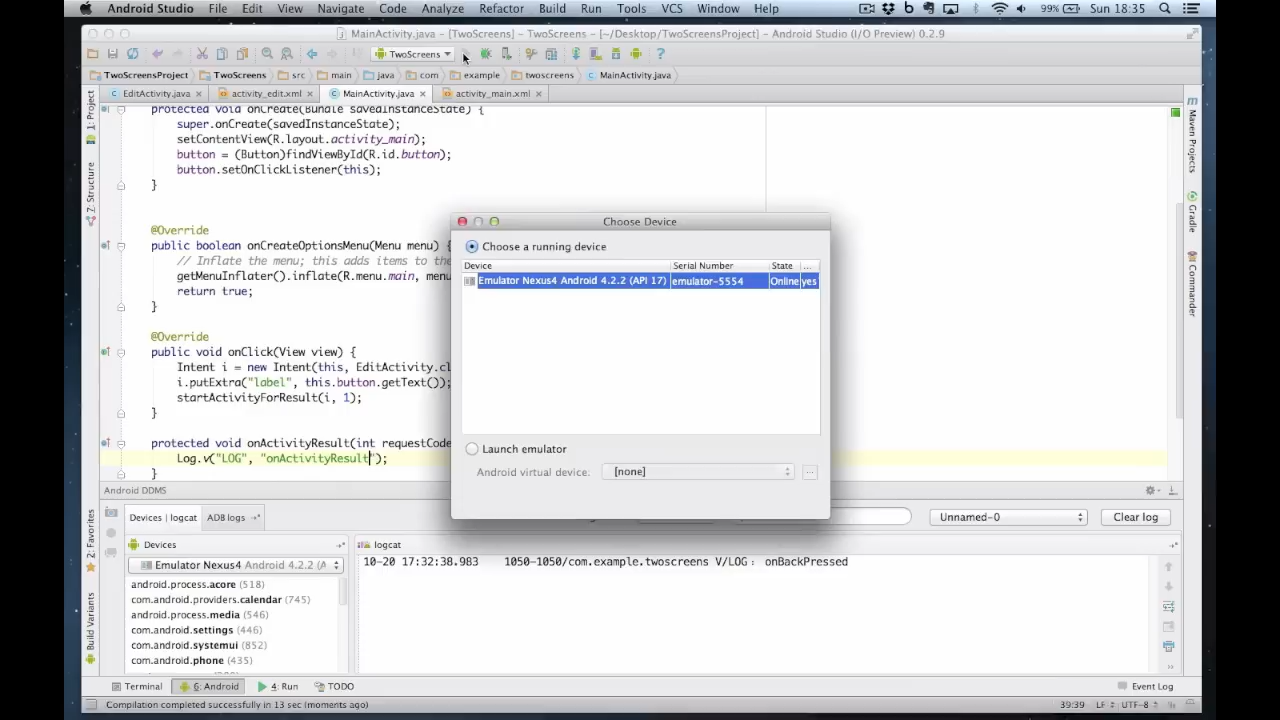 Android Studio File Edit View Navigate Code Analyze Refactor Build Run Tools VCS Window Help 99% Sun 18:35
MainActivity.java - [TwoScreens] - TwoScreens - [~/Desktop/TwoScreensProject] - Android Studio (I/O Preview) 0.2.9
TwoScreens
TwoScreensProject TwoScreens src main java com example twoscreens MainActivity.java
EditActivity.java activity_edit.xml MainActivity.java activity_main.xml
1: Project
7: Structure
2: Favorites
Build Variants
protected void onCreate(Bundle savedInstanceState) {
super.onCreate(savedInstanceState);
setContentView(R.layout.activity_main);
button = (Button)findViewById(R.id.button);
button.setOnClickListener(this);
}
@Override
public boolean onCreateOptionsMenu(Menu menu) {
// Inflate the menu; this adds items to the
getMenuInflater().inflate(R.menu.main, menu
return true;
}
@Override
public void onClick(View view) {
Intent i = new Intent(this, EditActivity.cl
i.putExtra("label", this.button.getText());
startActivityForResult(i, 1);
}
protected void onActivityResult(int requestCode
Log.v("LOG", "onActivityResult");
}
Choose Device
Choose a running device
Device Serial Number State ...
Emulator Nexus4 Android 4.2.2 (API 17) emulator-5554 Online yes
Launch emulator
Android virtual device: [none] ...
Maven Projects
Gradle
Commander
Android DDMS
Devices | logcat ADB logs Unnamed-0 Clear log
Devices logcat
Emulator Nexus4 Android 4.2.2 (A
android.process.acore (518)
com.android.providers.calendar (745)
android.process.media (546)
com.android.settings (446)
com.android.systemui (852)
com.android.phone (435)
10-20 17:32:38.983 1050-1050/com.example.twoscreens V/LOG: onBackPressed
Terminal 6: Android 4: Run TODO Event Log
Compilation completed successfully in 13 sec (moments ago) 39:39 LF UTF-8